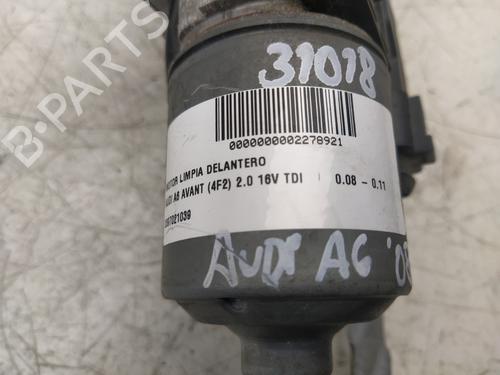 31018
0000000002278921
MOTOR LIMPIA DELANTERO
AUDI A6 AVANT (4F2) 2.0 16V TDI | 0.08 - 0.11
AUDI A6 '08
B-PARTS